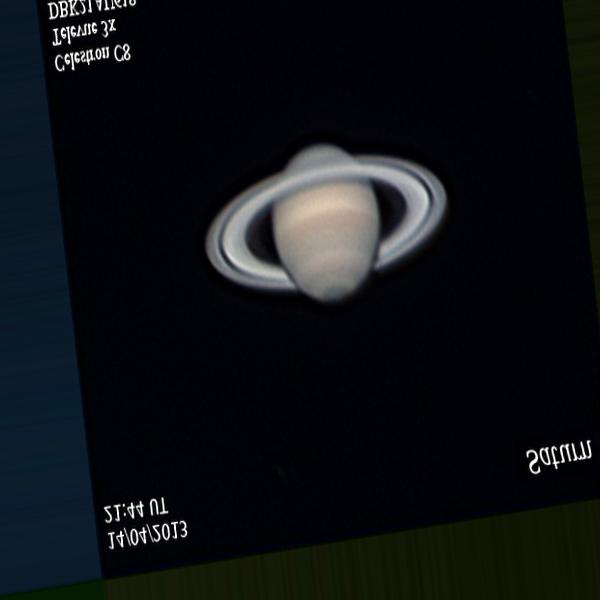 14/04/2013
21:44 UT
Saturn
Celestron C8
Televue 3x
DBK21AU618